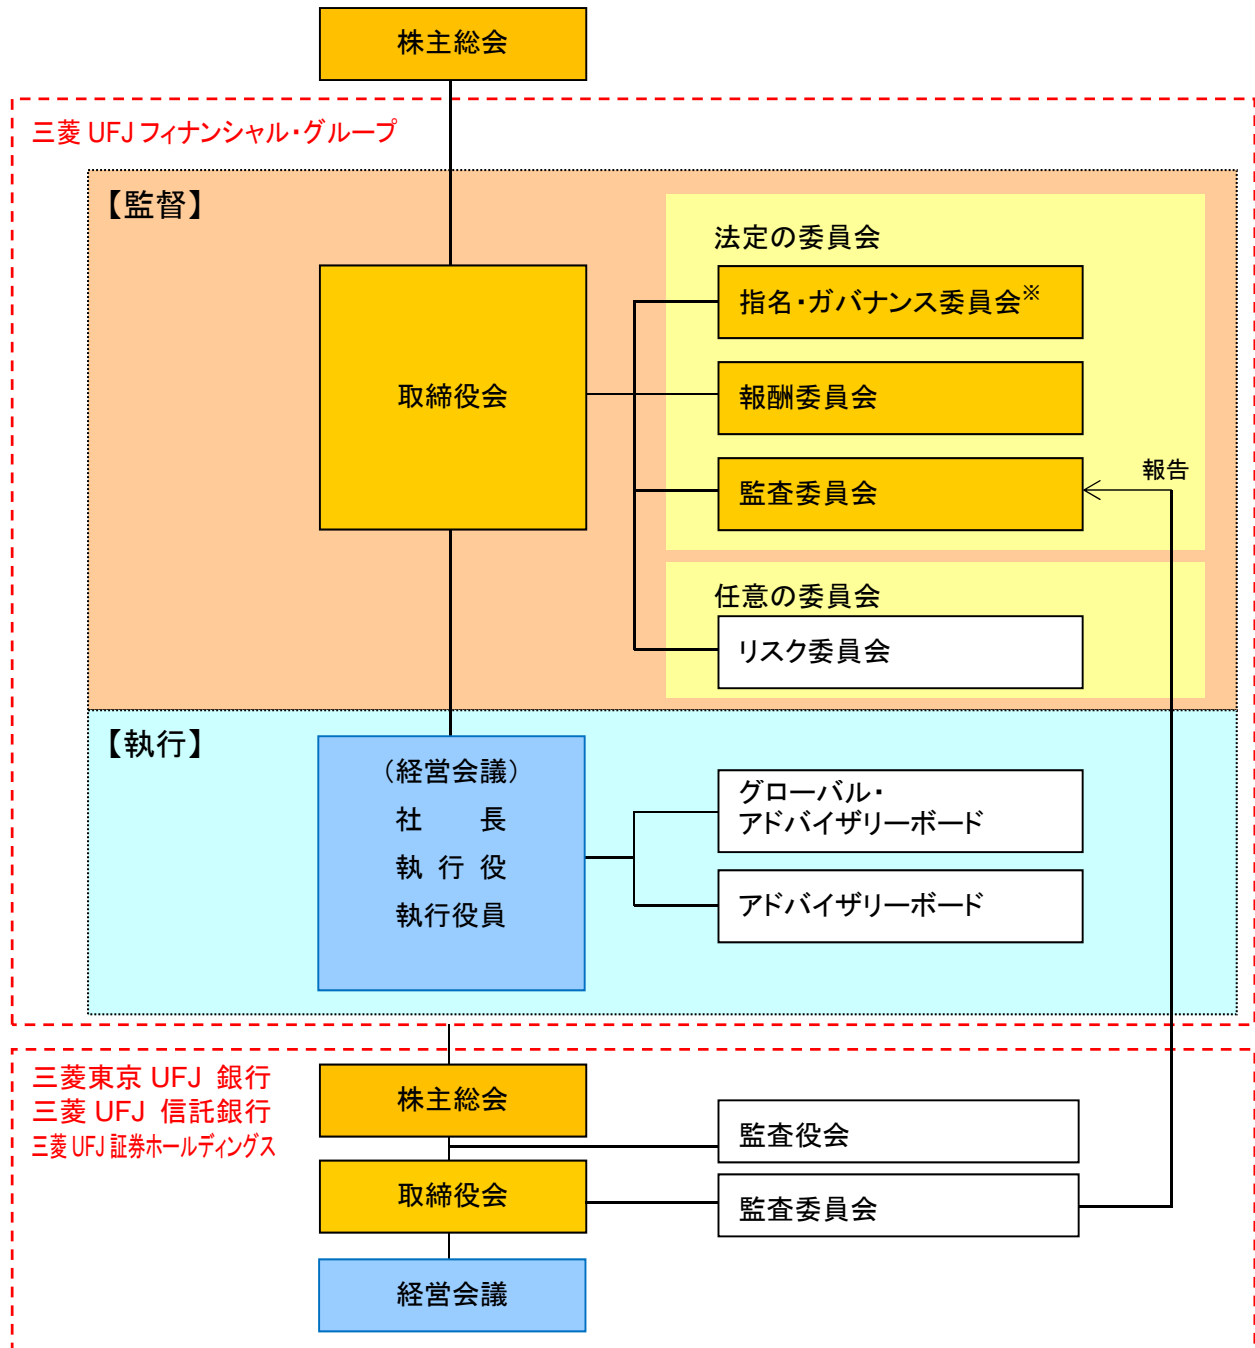 株主総会
三菱 UFJ フィナンシャル・グループ
【監督】
法定の委員会
指名・ガバナンス委員会※
取締役会
報酬委員会
監査委員会
報告
任意の委員会
リスク委員会
【執行】
（経営会議）
社　　長
執 行 役
執行役員
グローバル・
アドバイザリーボード
アドバイザリーボード
三菱東京 UFJ 銀行
三菱 UFJ 信託銀行
三菱 UFJ 証券ホールディングス
株主総会
監査役会
取締役会
監査委員会
経営会議